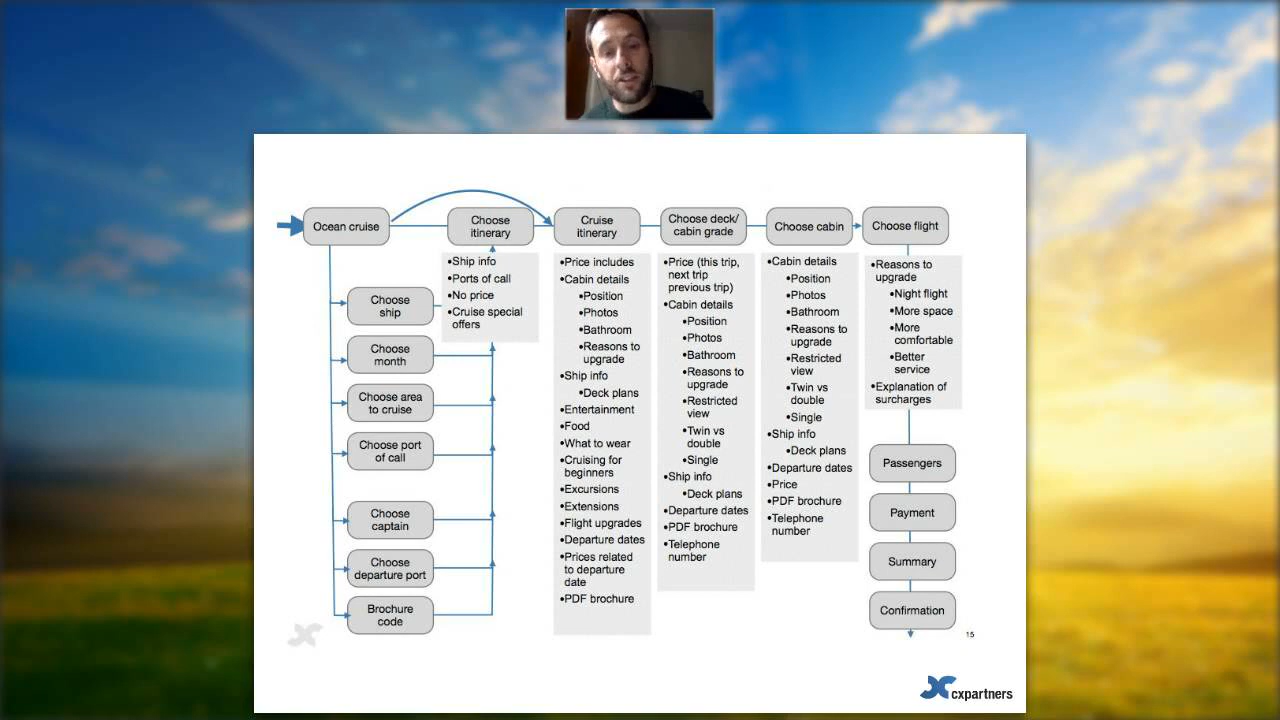 Ocean cruise
Choose
itinerary
Cruise
itinerary
Choose deck/
cabin grade
Choose cabin
Choose flight
Choose
ship
Choose
month
Choose area
to cruise
Choose port
of call
Choose
captain
Choose
departure port
Brochure
code
•Ship info
•Ports of call
•No price
•Cruise special
offers
•Price includes
•Cabin details
•Position
•Photos
•Bathroom
•Reasons to
upgrade
•Ship info
•Deck plans
•Entertainment
•Food
•What to wear
•Cruising for
beginners
•Excursions
•Extensions
•Flight upgrades
•Departure dates
•Prices related
to departure
date
•PDF brochure
•Price (this trip,
next trip
previous trip)
•Cabin details
•Position
•Photos
•Bathroom
•Reasons to
upgrade
•Restricted
view
•Twin vs
double
•Single
•Ship info
•Deck plans
•Departure dates
•PDF brochure
•Telephone
number
•Cabin details
•Position
•Photos
•Bathroom
•Reasons to
upgrade
•Restricted
view
•Twin vs
double
•Single
•Ship info
•Deck plans
•Departure dates
•Price
•PDF brochure
•Telephone
number
•Reasons to
upgrade
•Night flight
•More space
•More
comfortable
•Better
service
•Explanation of
surcharges
Passengers
Payment
Summary
Confirmation
15
cxpartners